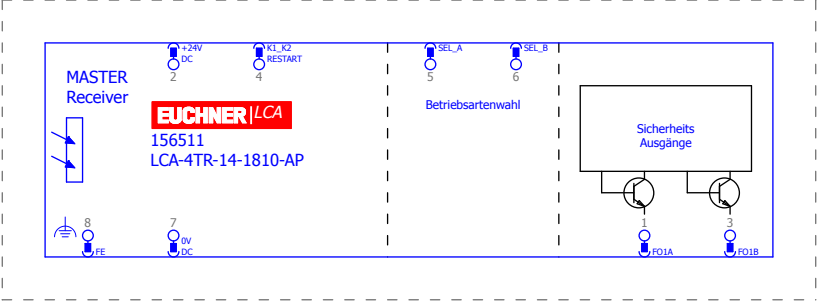 +24V
DC
2
K1_K2
RESTART
4
SEL_A
5
SEL_B
6
MASTER
Receiver
EUCHNER LCA
156511
LCA-4TR-14-1810-AP
Betriebsartenwahl
Sicherheits
Ausgänge
8
FE
7
0V
DC
1
FO1A
3
FO1B